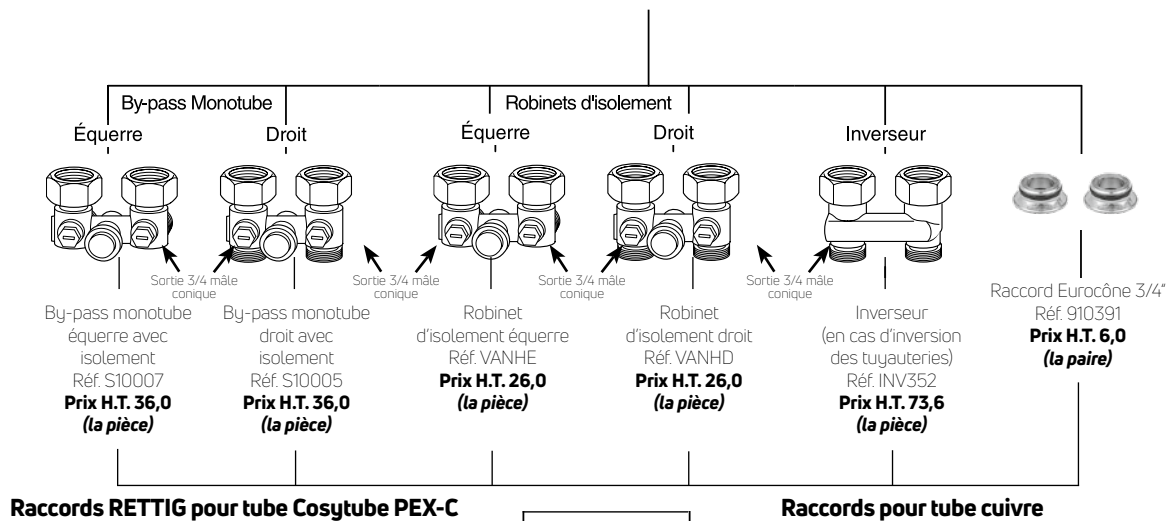 By-pass Monotube
Robinets d'isolement
Équerre
Droit
Équerre
Droit
Inverseur
Sortie 3/4 mâle
conique
Sortie 3/4 mâle
conique
Sortie 3/4 mâle
conique
Sortie 3/4 mâle
conique
By-pass monotube
équerre avec
isolement
Réf. S10007
Prix H.T. 36,0
(la pièce)
By-pass monotube
droit avec
isolement
Réf. S10005
Prix H.T. 36,0
(la pièce)
Robinet
d'isolement équerre
Réf. VANHE
Prix H.T. 26,0
(la pièce)
Robinet
d'isolement droit
Réf. VANHD
Prix H.T. 26,0
(la pièce)
Inverseur
(en cas d'inversion
des tuyauteries)
Réf. INV352
Prix H.T. 73,6
(la pièce)
Raccord Eurocône 3/4"
Réf. 910391
Prix H.T. 6,0
(la paire)
Raccords RETTIG pour tube Cosytube PEX-C
Raccords pour tube cuivre